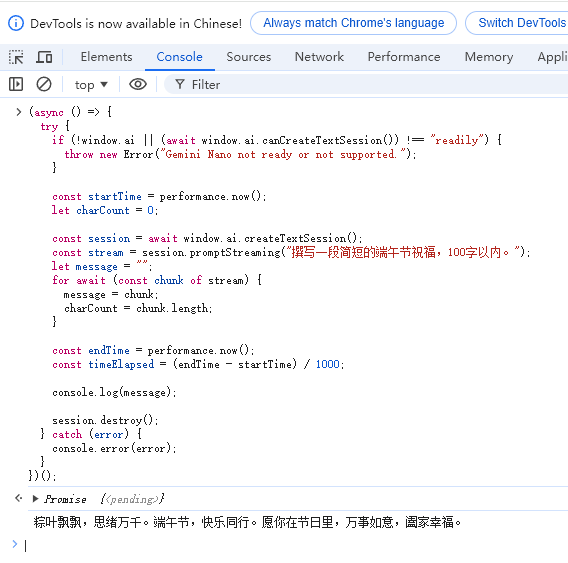 DevTools is now available in Chinese! Always match Chrome's language Switch DevTools
Elements Console Sources Network Performance Memory Appli
top Filter
(async () => {
try {
if (!window.ai || (await window.ai.canCreateTextSession()) !== "readily") {
throw new Error("Gemini Nano not ready or not supported.");
}
const startTime = performance.now();
let charCount = 0;
const session = await window.ai.createTextSession();
const stream = session.promptStreaming("撰写一段简短的端午节祝福，100字以内。");
let message = "";
for await (const chunk of stream) {
message = chunk;
charCount = chunk.length;
}
const endTime = performance.now();
const timeElapsed = (endTime - startTime) / 1000;
console.log(message);
session.destroy();
} catch (error) {
console.error(error);
}
})();
Promise {<pending>}
粽叶飘飘，思绪万千。端午节，快乐同行。愿你在节日里，万事如意，阖家幸福。